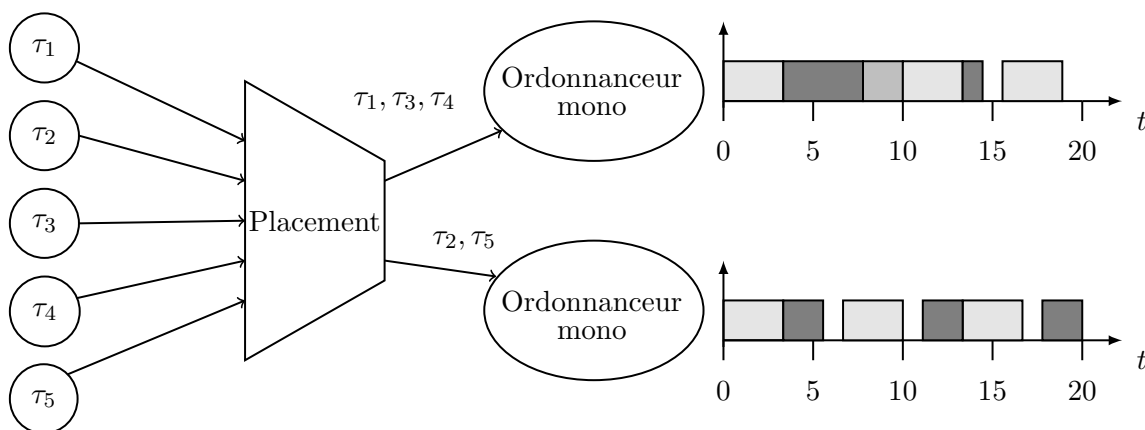 τ1
τ2
τ3
τ4
τ5
Placement
τ1, τ3, τ4
τ2, τ5
Ordonnanceur
mono
Ordonnanceur
mono
t
0 5 10 15 20
t
0 5 10 15 20